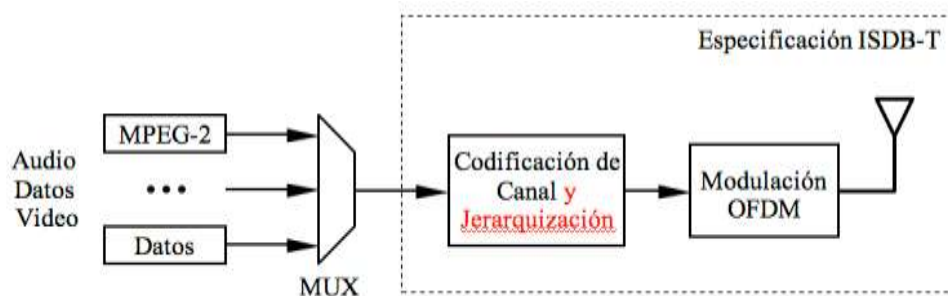 Especificación ISDB-T
MPEG-2
Audio
Datos
Video
Datos
MUX
Codificación de
Canal y
Jerarquización
Modulación
OFDM